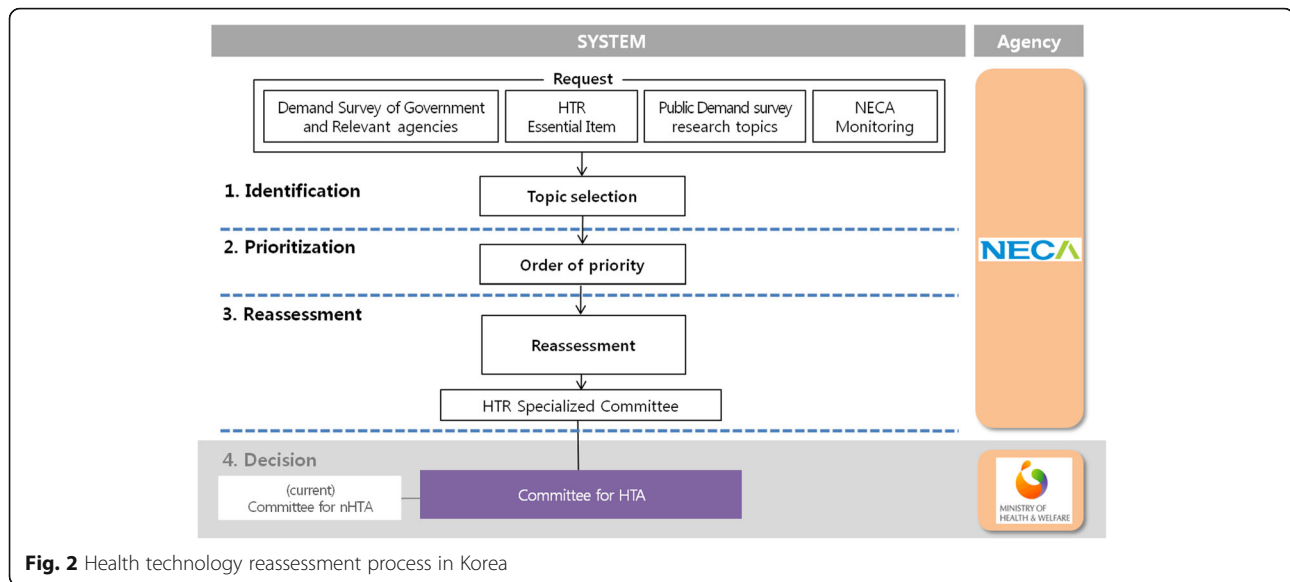 SYSTEM
Agency
Request
Demand Survey of Government
and Relevant agencies
HTR
Essential Item
Public Demand survey
research topics
NECA
Monitoring
1. Identification
Topic selection
2. Prioritization
Order of priority
NECA
3. Reassessment
Reassessment
HTR Specialized Committee
4. Decision
(current)
Committee for nHTA
Committee for HTA
MINISTRY OF
HEALTH & WELFARE
Fig. 2 Health technology reassessment process in Korea